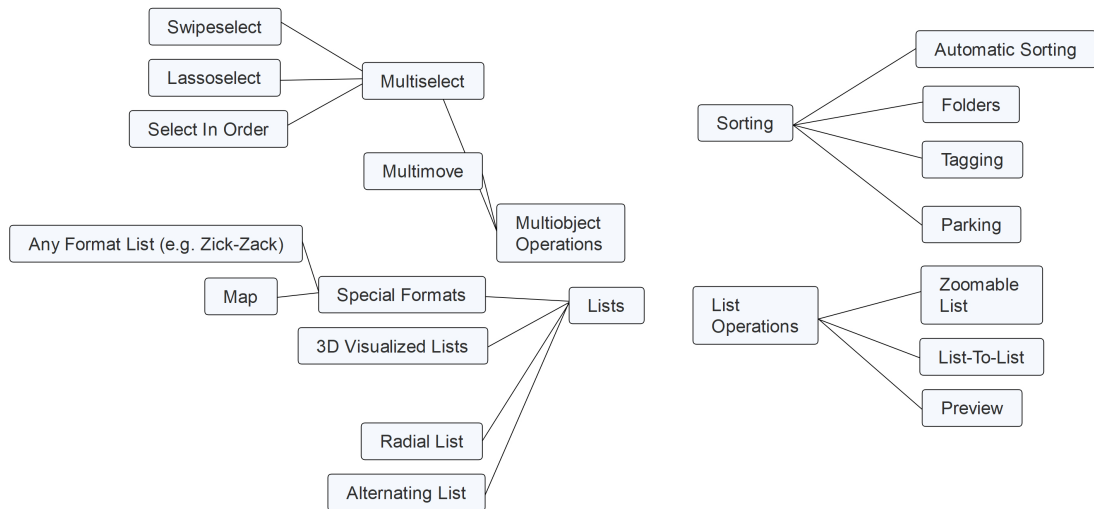 Swipeselect
Lassoselect
Select In Order
Multiselect
Multimove
Multiobject
Operations
Any Format List (e.g. Zick-Zack)
Map
Special Formats
3D Visualized Lists
Lists
Radial List
Alternating List
Sorting
Automatic Sorting
Folders
Tagging
Parking
List
Operations
Zoomable
List
List-To-List
Preview